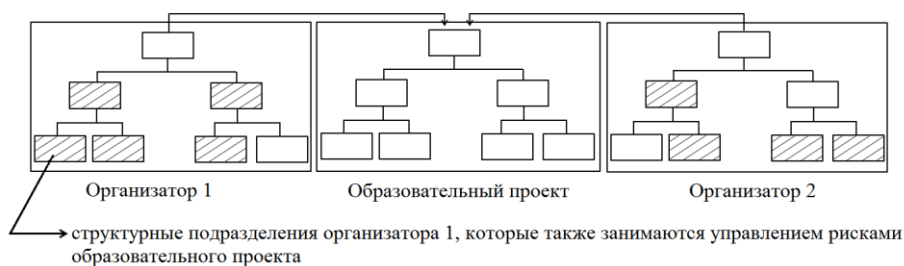 Организатор 1
Образовательный проект
Организатор 2
структурные подразделения организатора 1, которые также занимаются управлением рисками
образовательного проекта